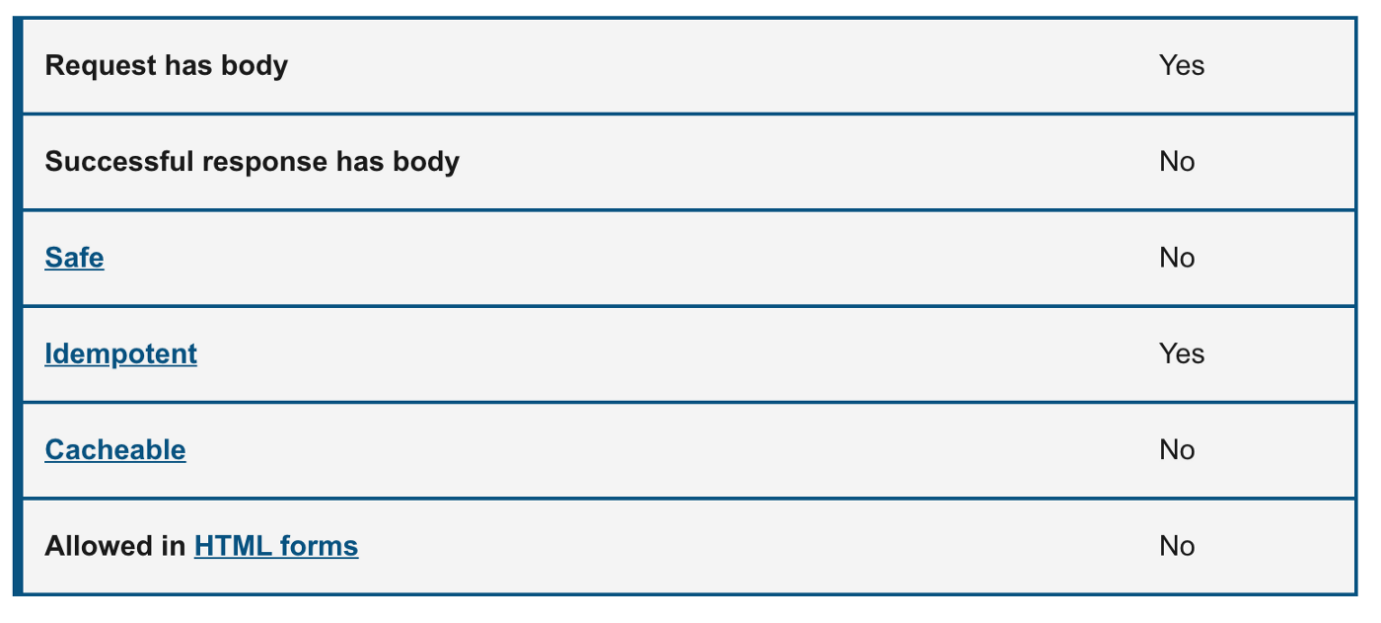 Request has body Yes
Successful response has body No
Safe No
Idempotent Yes
Cacheable No
Allowed in HTML forms No